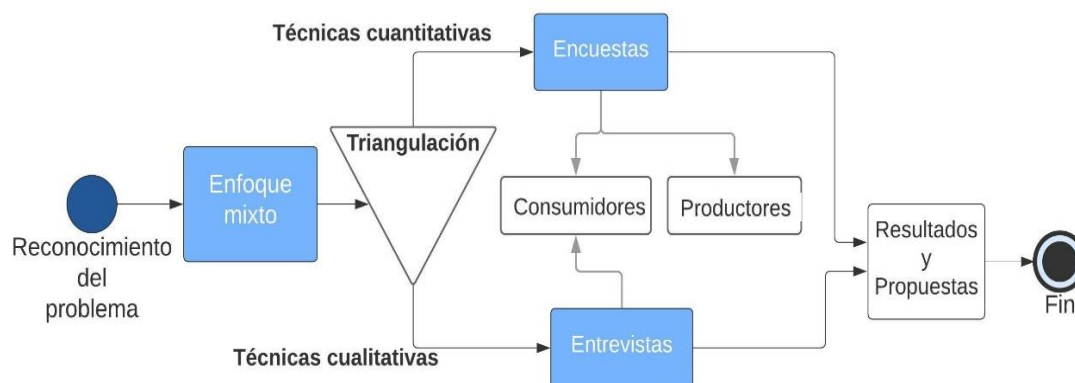 Técnicas cuantitativas
Encuestas
Triangulación
Enfoque
mixto
Reconocimiento
del
problema
Consumidores
Productores
Resultados
y
Propuestas
Fin
Técnicas cualitativas
Entrevistas